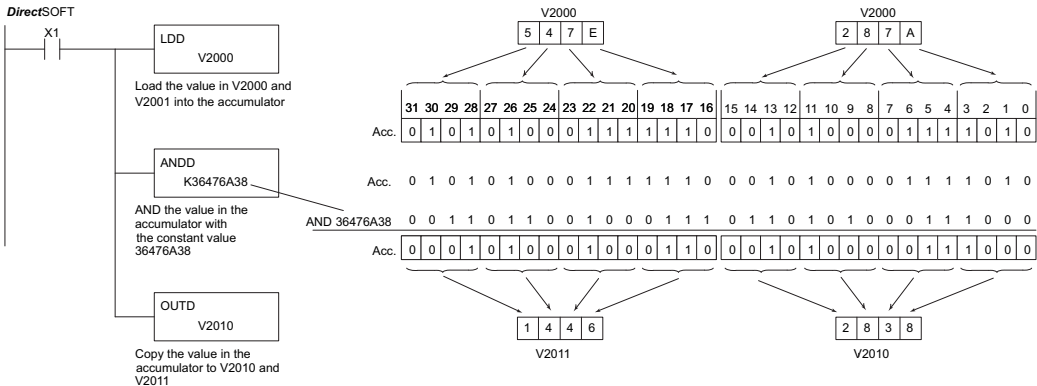 DirectSOFT
X1
LDD
V2000
Load the value in V2000 and
V2001 into the accumulator
ANDD
K36476A38
AND the value in the
accumulator with
the constant value
36476A38
OUTD
V2010
Copy the value in the
accumulator to V2010 and
V2011
V2000 V2000
5 4 7 E 2 8 7 A
31 30 29 28 27 26 25 24 23 22 21 20 19 18 17 16 15 14 13 12 11 10 9 8 7 6 5 4 3 2 1 0
Acc. 0 1 0 1 0 1 0 0 0 1 1 1 1 1 1 0 0 0 1 0 1 0 0 0 0 1 1 1 1 0 1 0
Acc. 0 1 0 1 0 1 0 0 0 1 1 1 1 1 1 0 0 0 1 0 1 0 0 0 0 1 1 1 1 0 1 0
AND 36476A38 0 0 1 1 0 1 1 0 0 1 0 0 0 1 1 1 0 1 1 0 1 0 1 0 0 0 1 1 1 0 0 0
Acc. 0 0 0 1 0 1 0 0 0 1 0 0 0 1 1 0 0 0 1 0 1 0 0 0 0 0 1 1 1 0 0 0
1 4 4 6 2 8 3 8
V2011 V2010